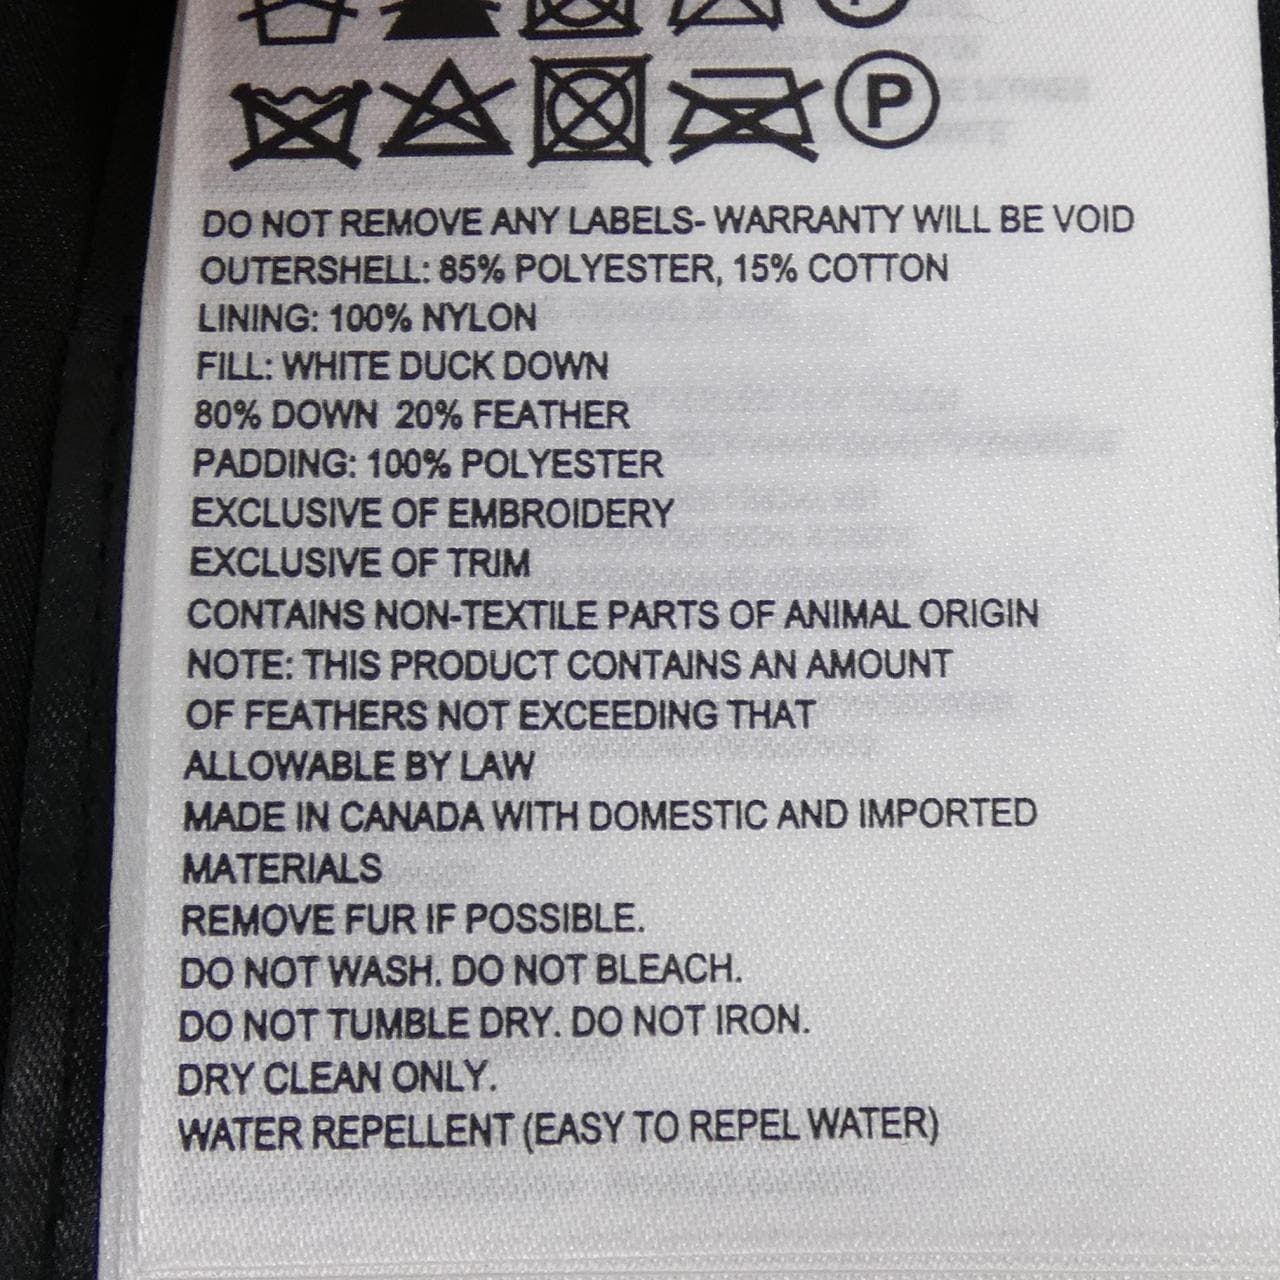 P
DO NOT REMOVE ANY LABELS- WARRANTY WILL BE VOID
OUTERSHELL: 85% POLYESTER, 15% COTTON
LINING: 100% NYLON
FILL: WHITE DUCK DOWN
80% DOWN 20% FEATHER
PADDING: 100% POLYESTER
EXCLUSIVE OF EMBROIDERY
EXCLUSIVE OF TRIM
CONTAINS NON-TEXTILE PARTS OF ANIMAL ORIGIN
NOTE: THIS PRODUCT CONTAINS AN AMOUNT
OF FEATHERS NOT EXCEEDING THAT
ALLOWABLE BY LAW
MADE IN CANADA WITH DOMESTIC AND IMPORTED
MATERIALS
REMOVE FUR IF POSSIBLE.
DO NOT WASH. DO NOT BLEACH.
DO NOT TUMBLE DRY. DO NOT IRON.
DRY CLEAN ONLY.
WATER REPELLENT (EASY TO REPEL WATER)